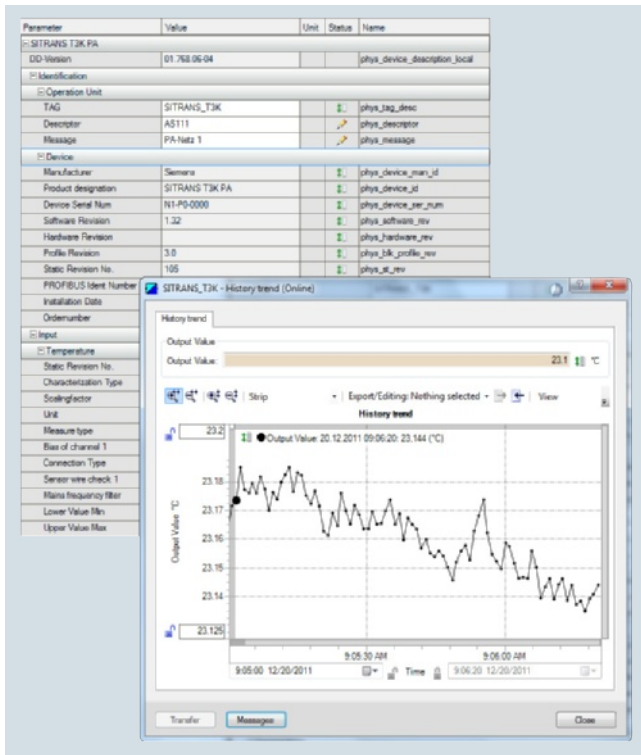 Parameter Value Unit Status Name
SITRANS T3K PA
DD-Version 01.768.06-04 phys_device_description_local
Identification
Operation Unit
TAG SITRANS_T3K phys_tag_desc
Descriptor AS111 phys_descriptor
Message PA-Netz 1 phys_message
Device
Manufacturer Siemens phys_device_man_id
Product designation SITRANS T3K PA phys_device_id
Device Serial Num N1-P0-0000 phys_device_ser_num
Software Revision 1.32 phys_software_rev
Hardware Revision phys_hardware_rev
Profile Revision 3.0 phys_blk_profile_rev
Static Revision No. 105 phys_st_rev
PROFIBUS Ident Number
Installation Date
Ordernumber
Input
Temperature
Static Revision No.
Characterization Type
Scalingfactor
Unit
Measure type
Bias of channel 1
Connection Type
Sensor wire check 1
Mains frequency filter
Lower Value Min
Upper Value Max
SITRANS_T3K - History trend (Online)
History trend
Output Value
Output Value: 23.1 °C
Strip Export/Editing: Nothing selected View
History trend
23.2
Output Value: 20.12.2011 09:06:20: 23,144 (°C)
23.18
23.17
23.16
23.15
23.14
23.125
Output Value °C
9:05:30 AM 9:06:00 AM
9:05:00 12/20/2011 Time 9:06:20 12/20/2011
Transfer Messages Close